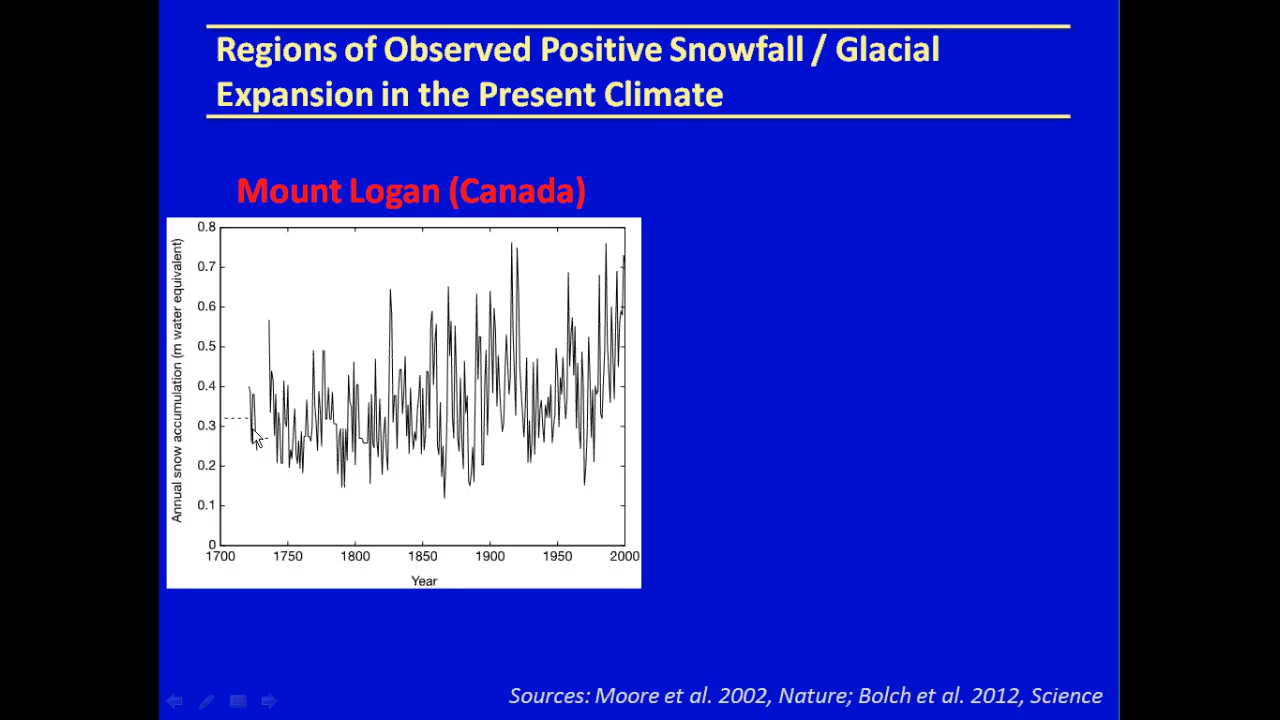 Regions of Observed Positive Snowfall / Glacial
Expansion in the Present Climate
Mount Logan (Canada)
Annual snow accumulation (m water equivalent)
0.8
0.7
0.6
0.5
0.4
0.3
0.2
0.1
0
1700 1750 1800 1850 1900 1950 2000
Year
Sources: Moore et al. 2002, Nature; Bolch et al. 2012, Science